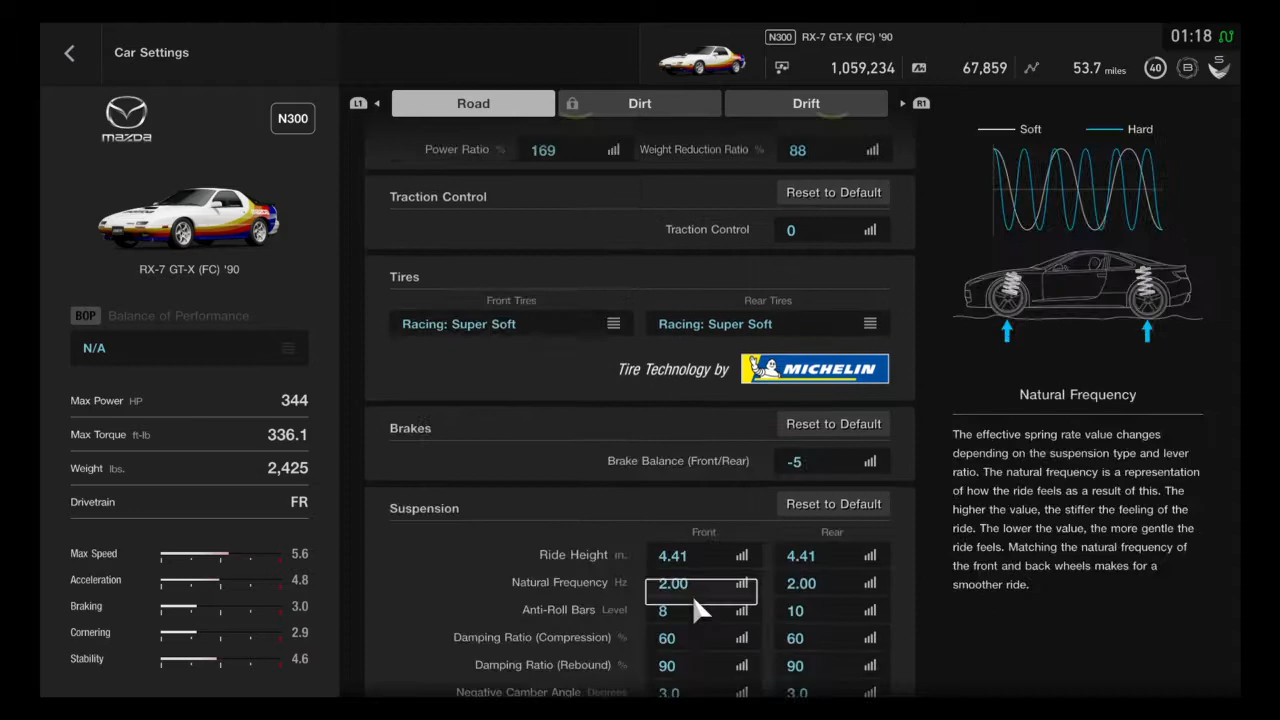 Car Settings
N300 RX-7 GT-X (FC) '90
01:18
1,059,234
67,859
53.7 miles
40
B
S
mazda
N300
RX-7 GT-X (FC) '90
BOP Balance of Performance
N/A
Max Power HP 344
Max Torque ft-lb 336.1
Weight lbs. 2,425
Drivetrain FR
Max Speed 5.6
Acceleration 4.8
Braking 3.0
Cornering 2.9
Stability 4.6
L1 Road Dirt Drift R1
Power Ratio % 169 Weight Reduction Ratio % 88
Traction Control Reset to Default
Traction Control 0
Tires
Front Tires Rear Tires
Racing: Super Soft Racing: Super Soft
Tire Technology by MICHELIN
Brakes Reset to Default
Brake Balance (Front/Rear) -5
Suspension Reset to Default
Front Rear
Ride Height in. 4.41 4.41
Natural Frequency Hz 2.00 2.00
Anti-Roll Bars Level 8 10
Damping Ratio (Compression) % 60 60
Damping Ratio (Rebound) % 90 90
Negative Camber Angle Degrees 3.0 3.0
Soft Hard
Natural Frequency
The effective spring rate value changes
depending on the suspension type and lever
ratio. The natural frequency is a representation
of how the ride feels as a result of this. The
higher the value, the stiffer the feeling of the
ride. The lower the value, the more gentle the
ride feels. Matching the natural frequency of
the front and back wheels makes for a
smoother ride.